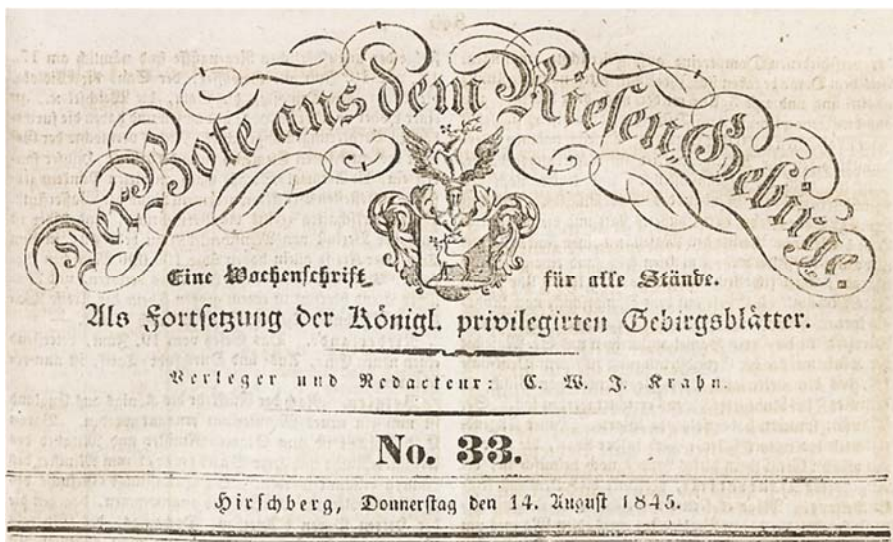 Der Bote aus dem Riesen-Gebirge.
Eine Wochenschrift für alle Stände.
Als Fortsetzung der Königl. privilegirten Gebirgsblätter.
Verleger und Redacteur: C. W. J. Krahn.
No. 33.
Hirschberg, Donnerstag den 14. August 1845.